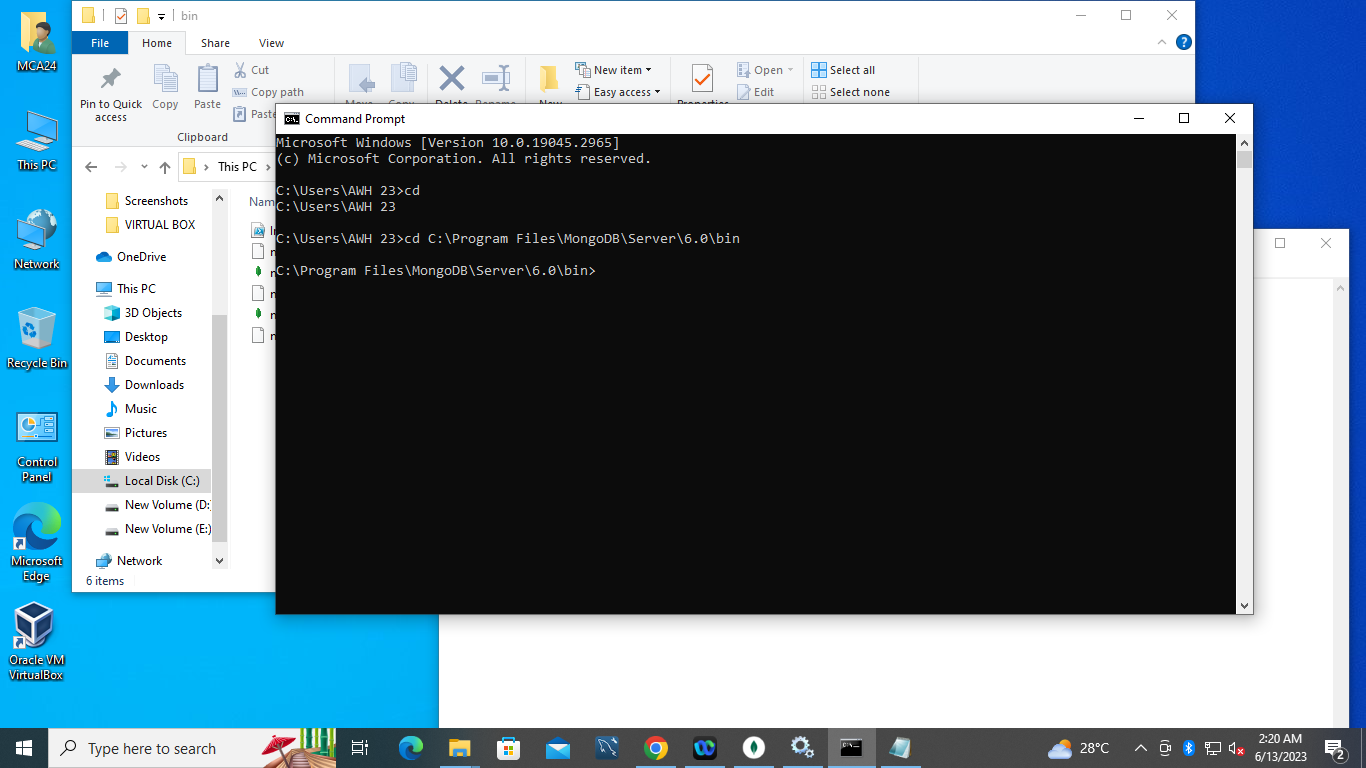 MCA24
This PC
Network
Recycle Bin
Control
Panel
Microsoft
Edge
Oracle VM
VirtualBox
bin
File
Home
Share
View
Pin to Quick
access
Copy
Paste
Cut
Copy path
Paste
Clipboard
New item
Easy access
Open
Edit
Select all
Select none
This PC
Screenshots
VIRTUAL BOX
OneDrive
This PC
3D Objects
Desktop
Documents
Downloads
Music
Pictures
Videos
Local Disk (C:)
New Volume (D:)
New Volume (E:)
Network
6 items
Command Prompt
Microsoft Windows [Version 10.0.19045.2965]
(c) Microsoft Corporation. All rights reserved.
C:\Users\AWH 23>cd
C:\Users\AWH 23
C:\Users\AWH 23>cd C:\Program Files\MongoDB\Server\6.0\bin
C:\Program Files\MongoDB\Server\6.0\bin>
Type here to search
28°C
2:20 AM
6/13/2023
2